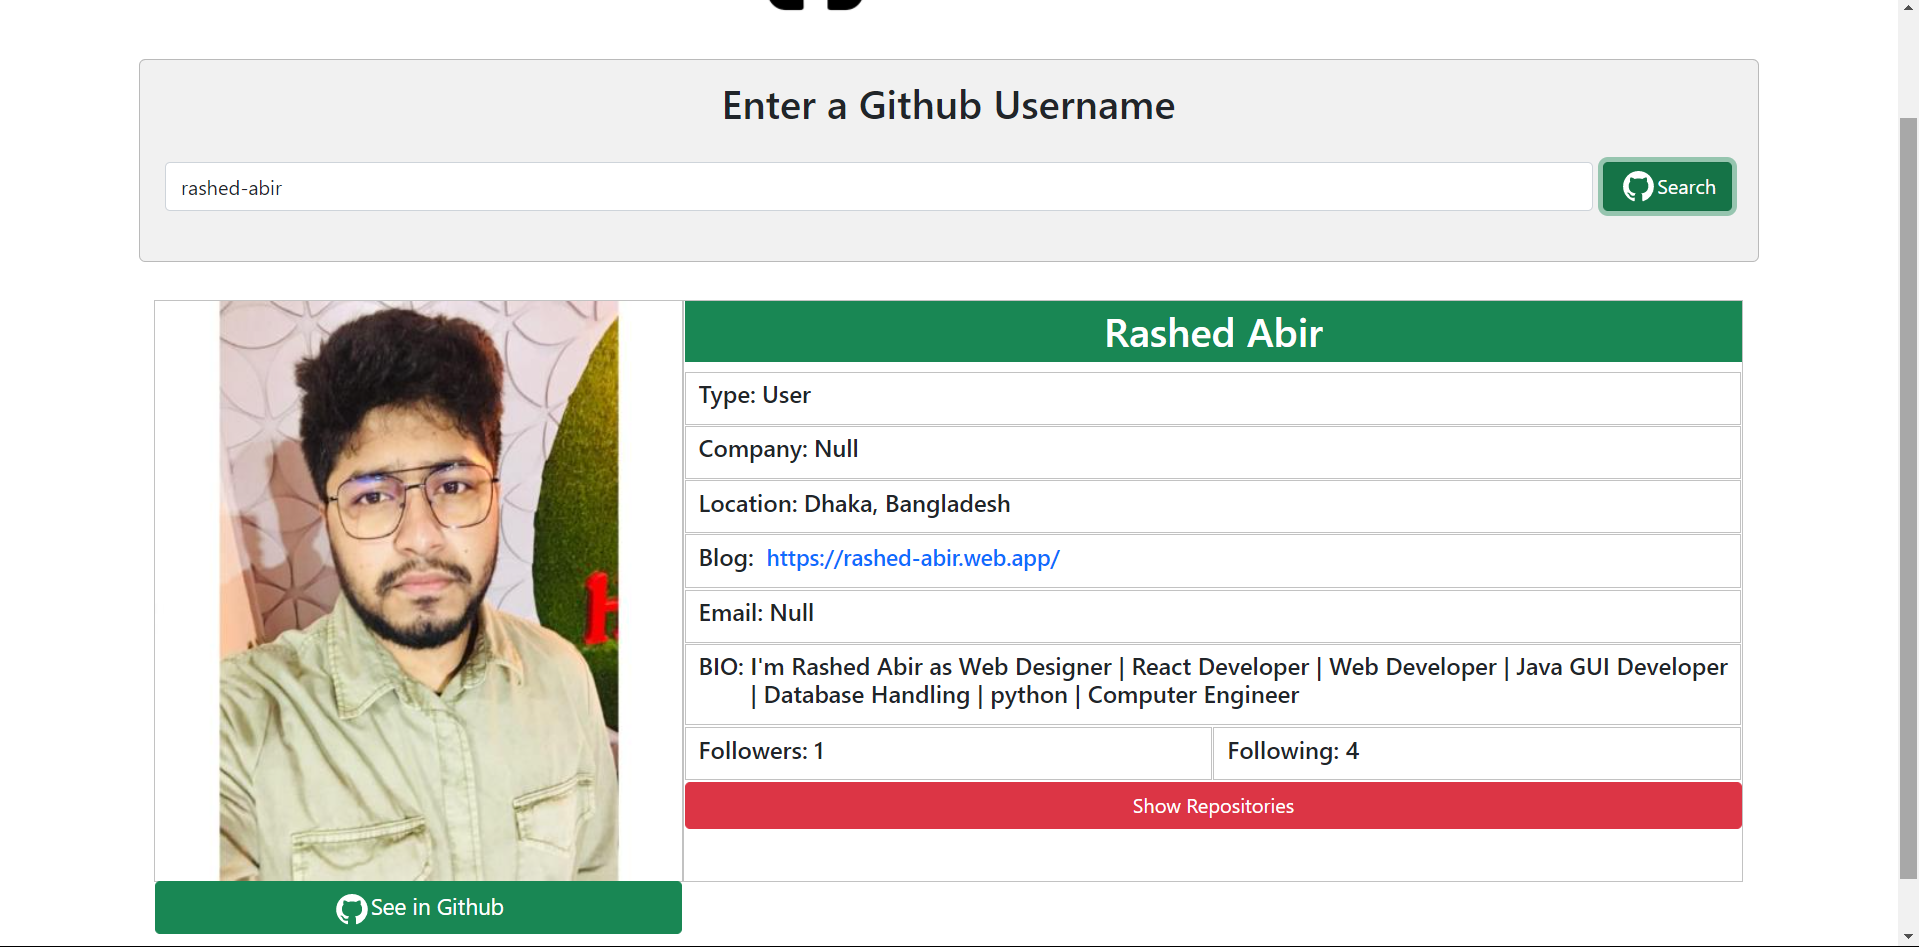 Enter a Github Username
rashed-abir
Search
Rashed Abir
Type: User
Company: Null
Location: Dhaka, Bangladesh
Blog: https://rashed-abir.web.app/
Email: Null
BIO: I'm Rashed Abir as Web Designer | React Developer | Web Developer | Java GUI Developer
| Database Handling | python | Computer Engineer
Followers: 1
Following: 4
Show Repositories
See in Github